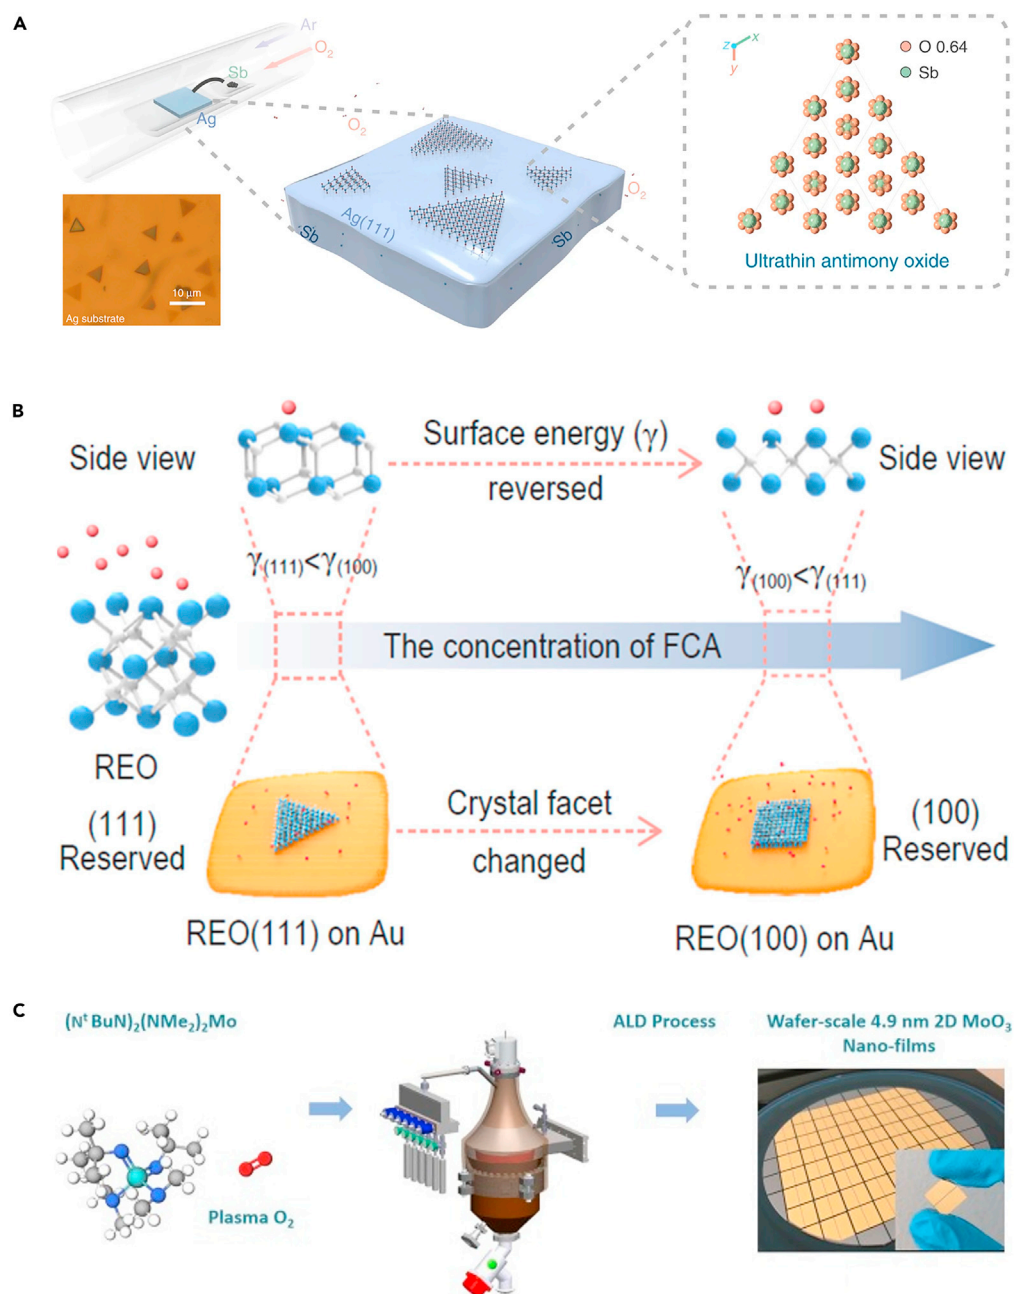 A
Ar
O₂
Sb
Ag
O₂
Ag(111)
Sb
Sb
O₂
10 μm
Ag substrate
z x
y
O 0.64
Sb
Ultrathin antimony oxide
B
Side view
Surface energy (γ)
reversed
Side view
γ(111)<γ(100)
γ(100)<γ(111)
The concentration of FCA
REO
(111)
Reserved
Crystal facet
changed
(100)
Reserved
REO(111) on Au
REO(100) on Au
C
(Nᵗ BuN)₂(NMe₂)₂Mo
ALD Process
Wafer-scale 4.9 nm 2D MoO₃
Nano-films
Plasma O₂